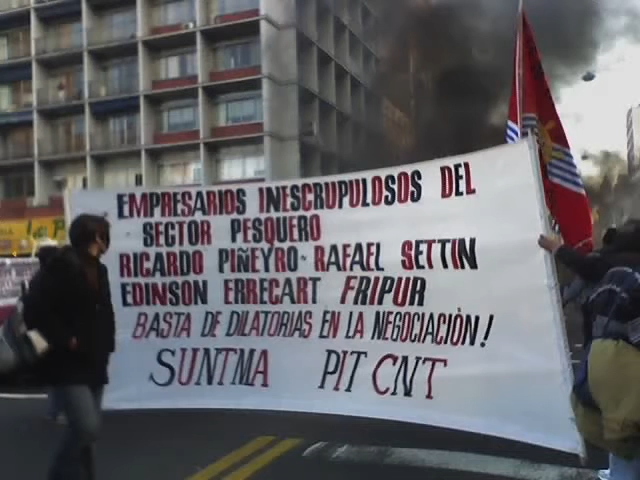 EMPRESARIOS INESCRUPULOSOS DEL
SECTOR PESQUERO
RICARDO PIÑEYRO - RAFAEL SETTIN
EDINSON ERRECART FRIPUR
BASTA DE DILATORIAS EN LA NEGOCIACIÒN!
SUNTMA PIT CNT